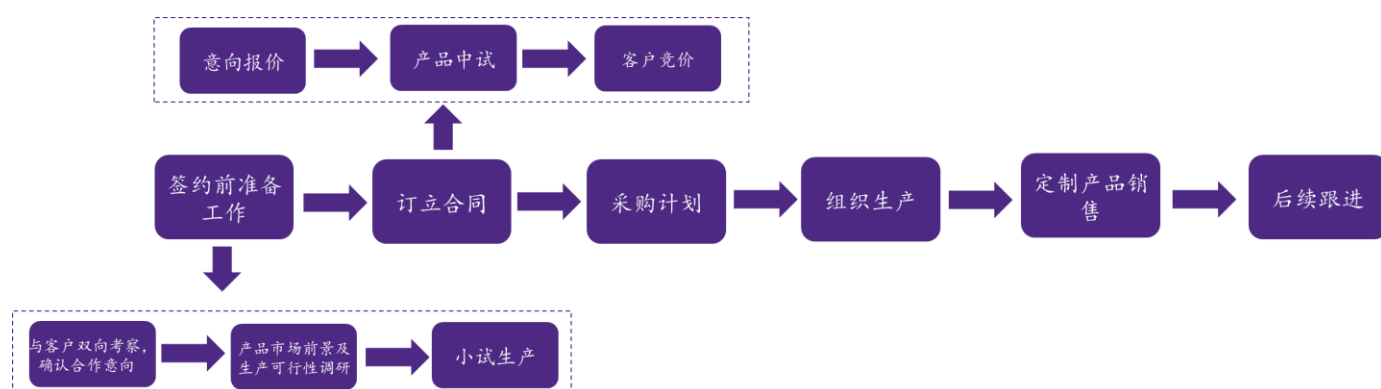 意向报价
产品中试
客户竞价
签约前准备
工作
订立合同
采购计划
组织生产
定制产品销
售
后续跟进
与客户双向考察，
确认合作意向
产品市场前景及
生产可行性调研
小试生产